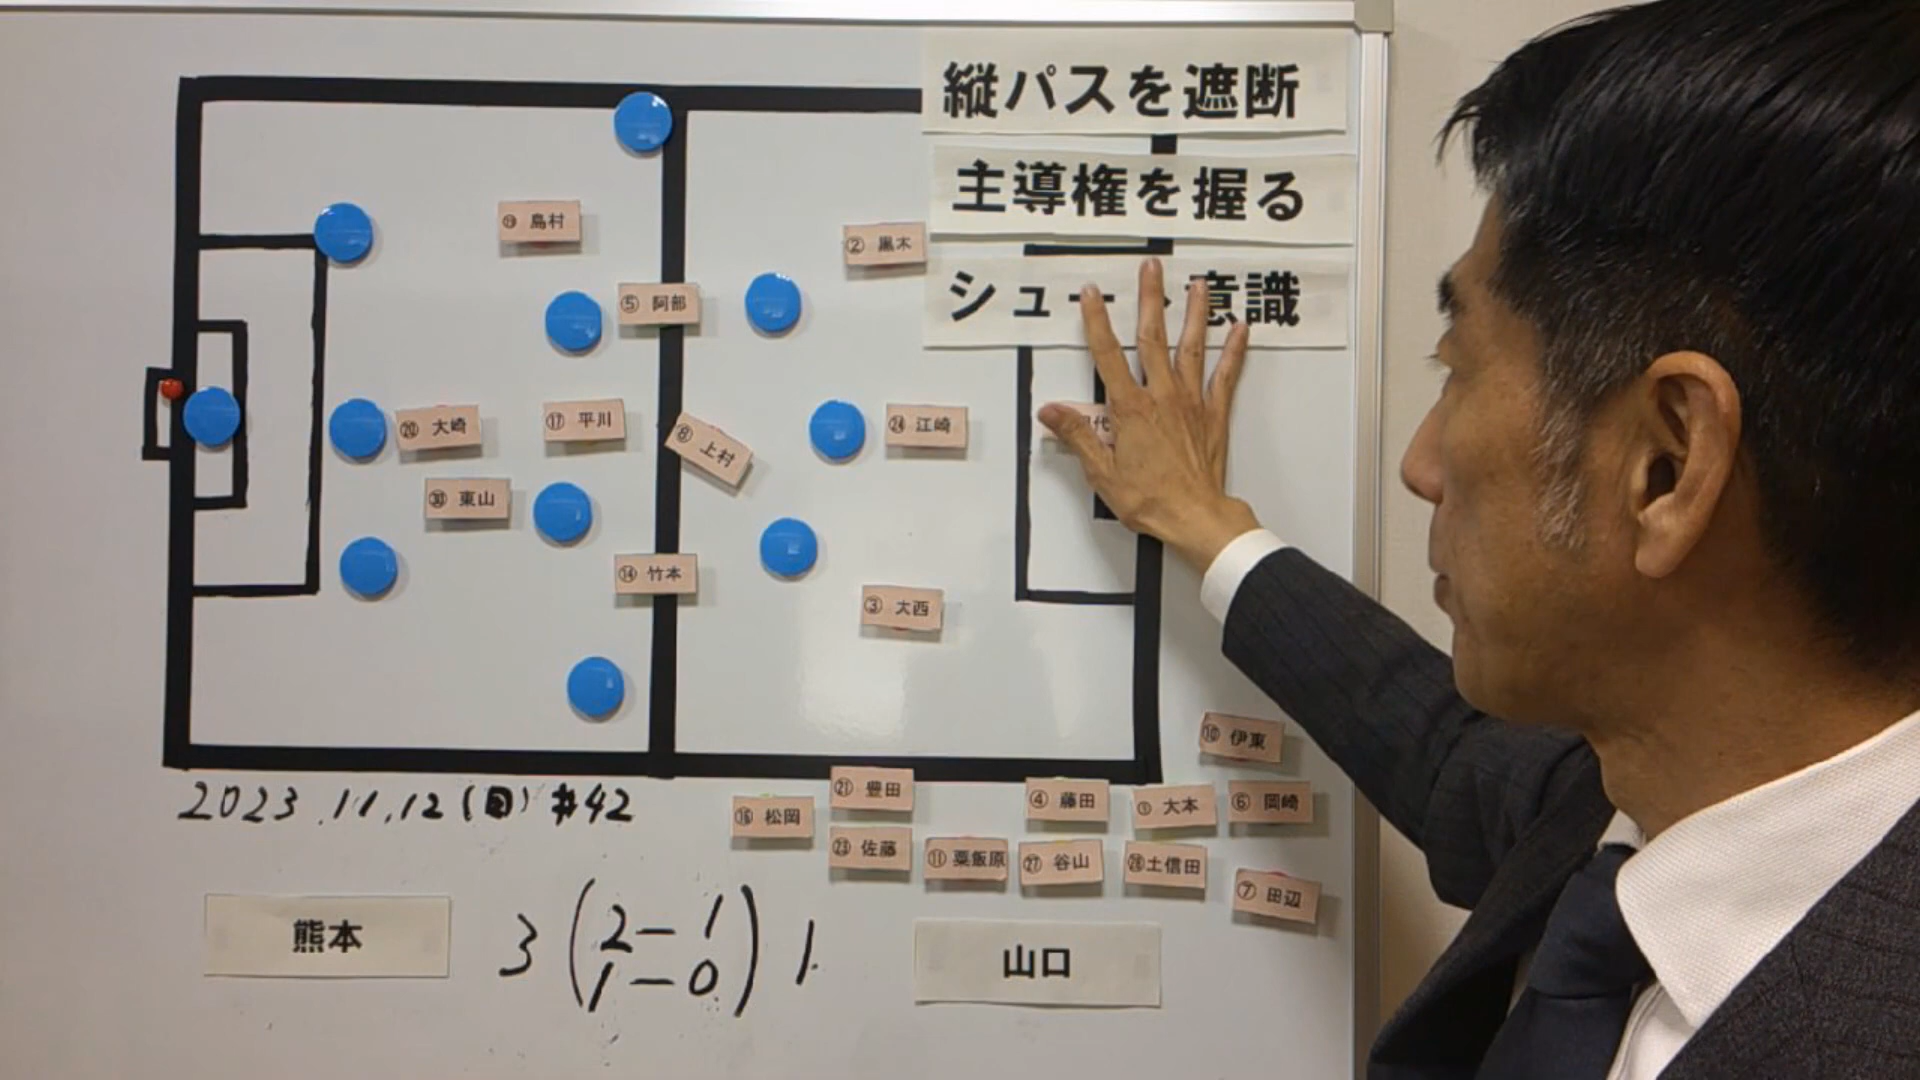 縦パスを遮断
主導権を握る
シュート意識
⑲ 島村
② 黒木
⑤ 阿部
⑳ 大崎
⑰ 平川
⑧ 上村
㉔ 江崎
㉚ 東山
⑭ 竹本
③ 大西
⑩ 伊東
2023.11.12(日) #42
⑯ 松岡
㉑ 豊田
④ 藤田
⑨ 大本
⑥ 岡崎
㉓ 佐藤
⑪ 粟飯原
㉗ 谷山
㉘ 土信田
⑦ 田辺
熊本
3 (2-1
1-0) 1
山口